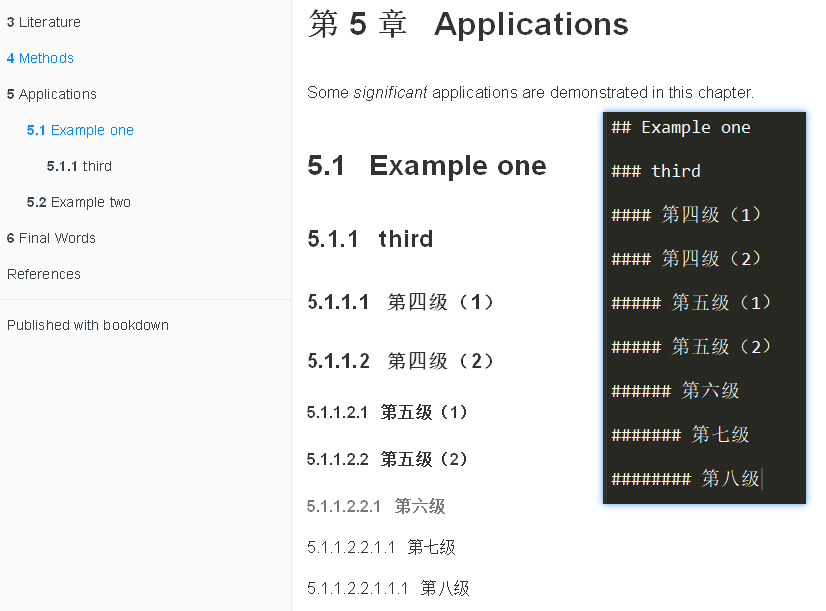 3 Literature
4 Methods
5 Applications
5.1 Example one
5.1.1 third
5.2 Example two
6 Final Words
References
Published with bookdown
第 5 章 Applications
Some significant applications are demonstrated in this chapter.
5.1 Example one
5.1.1 third
5.1.1.1 第四级（1）
5.1.1.2 第四级（2）
5.1.1.2.1 第五级（1）
5.1.1.2.2 第五级（2）
5.1.1.2.2.1 第六级
5.1.1.2.2.1.1 第七级
5.1.1.2.2.1.1.1 第八级
## Example one
### third
#### 第四级（1）
#### 第四级（2）
##### 第五级（1）
##### 第五级（2）
###### 第六级
####### 第七级
######## 第八级